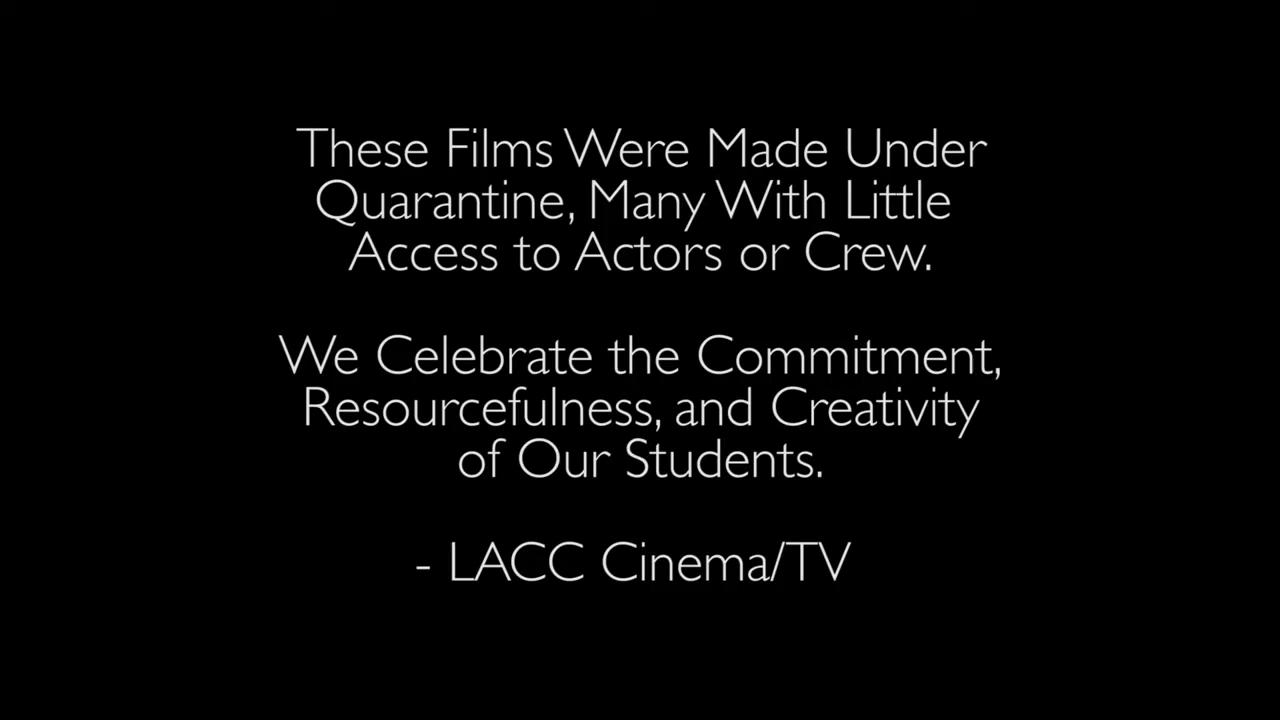 These Films Were Made Under
Quarantine, Many With Little
Access to Actors or Crew.
We Celebrate the Commitment,
Resourcefulness, and Creativity
of Our Students.
- LACC Cinema/TV